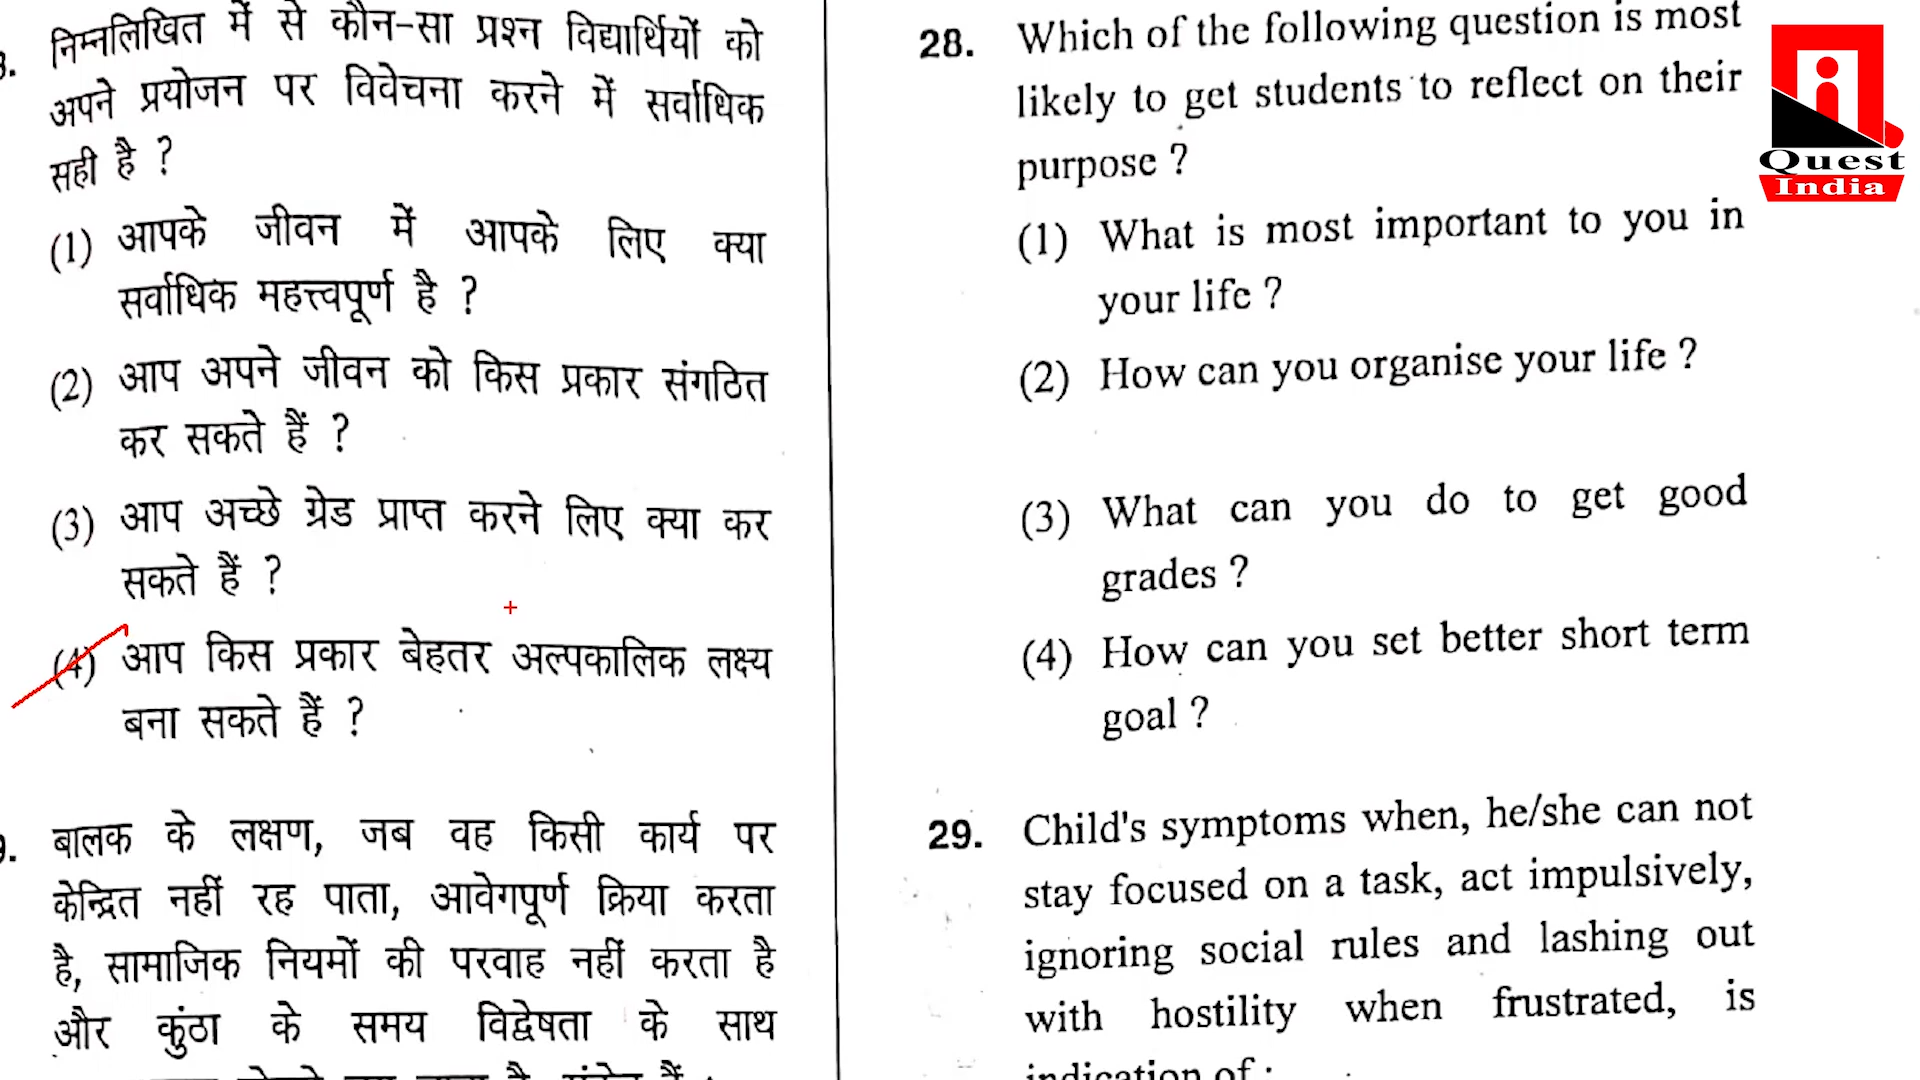 निम्नलिखित में से कौन-सा प्रश्न विद्यार्थियों को
अपने प्रयोजन पर विवेचना करने में सर्वाधिक
सही है ?
(1) आपके जीवन में आपके लिए क्या
सर्वाधिक महत्त्वपूर्ण है ?
(2) आप अपने जीवन को किस प्रकार संगठित
कर सकते हैं ?
(3) आप अच्छे ग्रेड प्राप्त करने लिए क्या कर
सकते हैं ?
(4) आप किस प्रकार बेहतर अल्पकालिक लक्ष्य
बना सकते हैं ?
बालक के लक्षण, जब वह किसी कार्य पर
केन्द्रित नहीं रह पाता, आवेगपूर्ण क्रिया करता
है, सामाजिक नियमों की परवाह नहीं करता है
और कुंठा के समय विद्वेषता के साथ
28. Which of the following question is most
likely to get students to reflect on their
purpose ?
(1) What is most important to you in
your life ?
(2) How can you organise your life ?
(3) What can you do to get good
grades ?
(4) How can you set better short term
goal ?
29. Child's symptoms when, he/she can not
stay focused on a task, act impulsively,
ignoring social rules and lashing out
with hostility when frustrated, is
indication of :
Quest
India